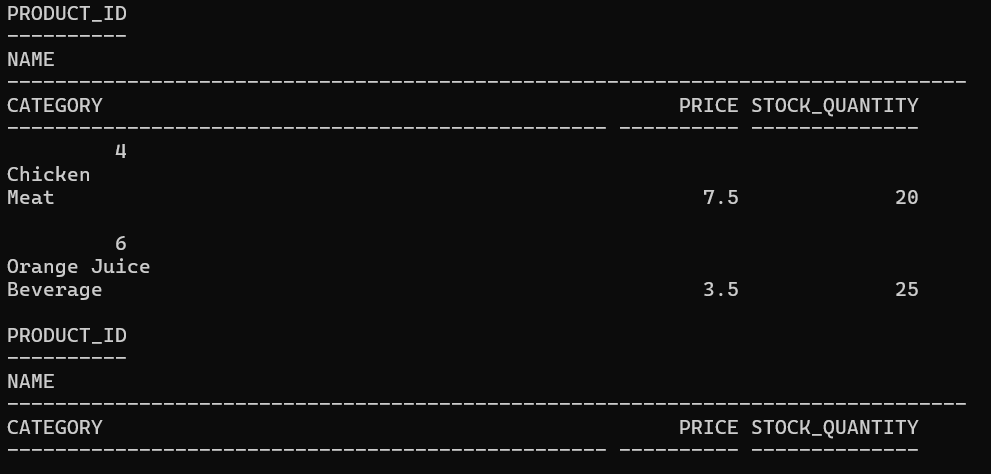 PRODUCT_ID
----------
NAME
--------------------------------------------------------------------------------
CATEGORY                                                PRICE STOCK_QUANTITY
-------------------------------------------------- ---------- --------------
         4
Chicken
Meat                                                      7.5             20

         6
Orange Juice
Beverage                                                  3.5             25

PRODUCT_ID
----------
NAME
--------------------------------------------------------------------------------
CATEGORY                                                PRICE STOCK_QUANTITY
-------------------------------------------------- ---------- --------------